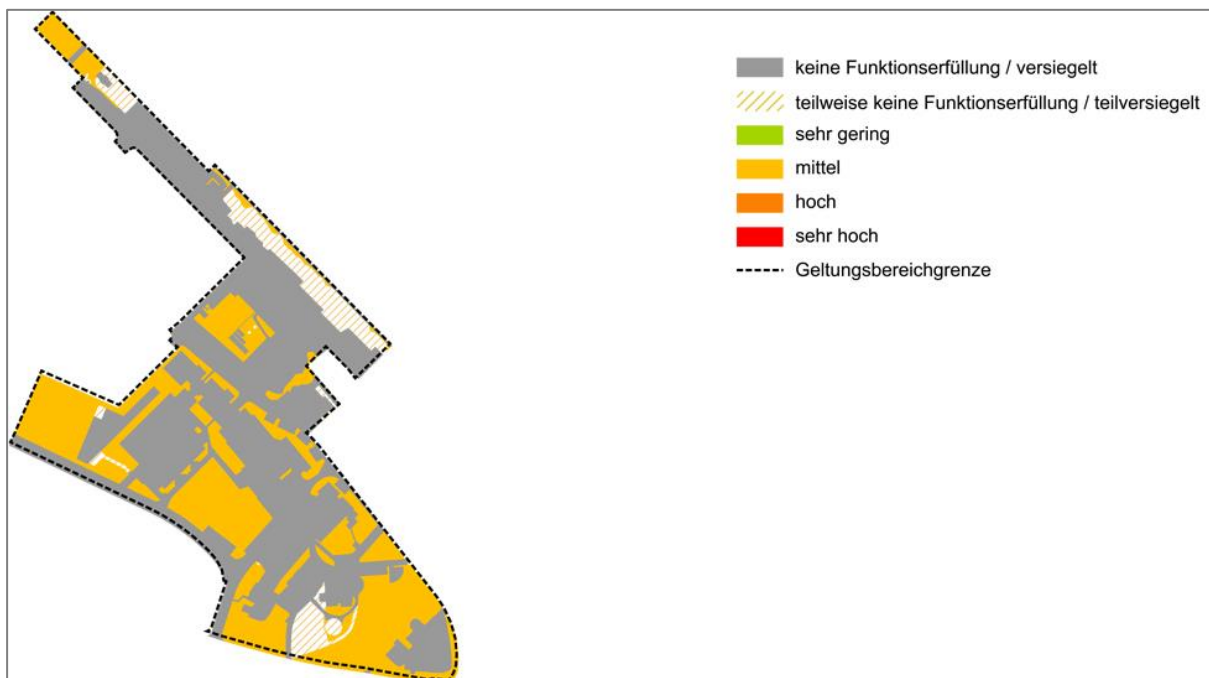 keine Funktionserfüllung / versiegelt
teilweise keine Funktionserfüllung / teilversiegelt
sehr gering
mittel
hoch
sehr hoch
Geltungsbereichgrenze